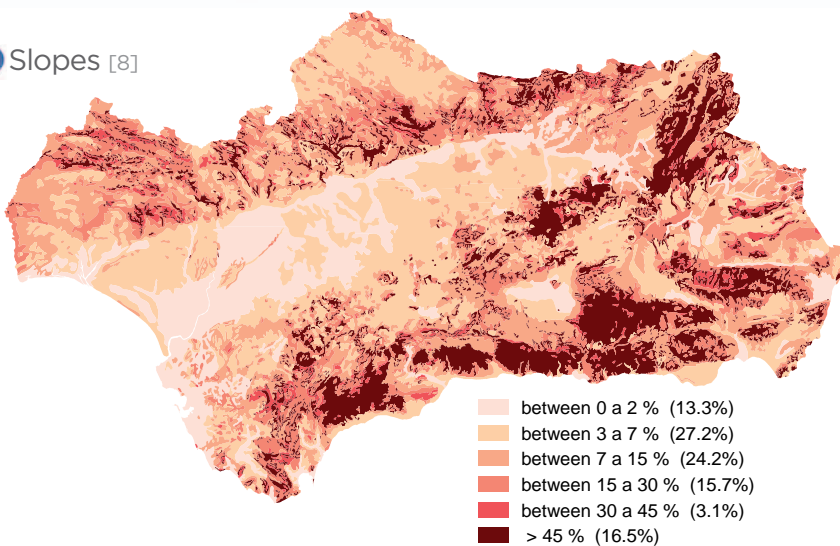 Slopes [8]
between 0 a 2 % (13.3%)
between 3 a 7 % (27.2%)
between 7 a 15 % (24.2%)
between 15 a 30 % (15.7%)
between 30 a 45 % (3.1%)
> 45 % (16.5%)